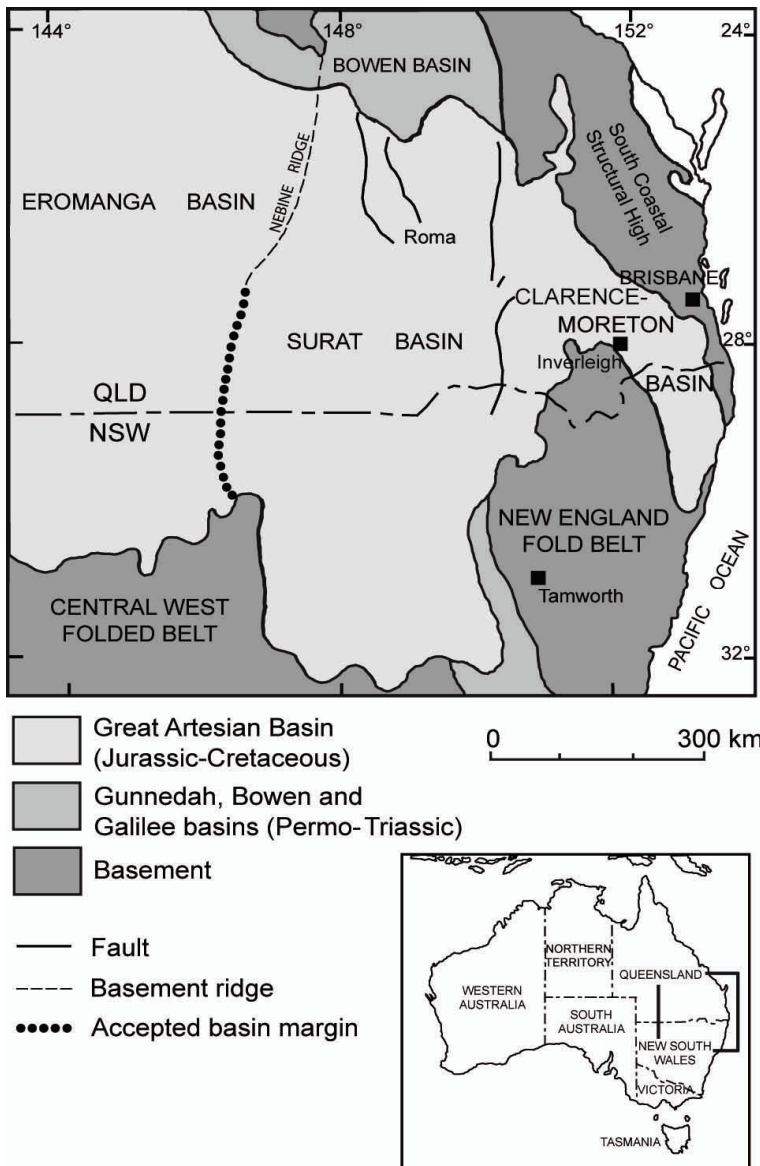 144°
148°
152°
24°
BOWEN BASIN
NEBINE RIDGE
South Coastal
Structural High
EROMANGA BASIN
Roma
BRISBANE
CLARENCE-
MORETON
SURAT BASIN
28°
Inverleigh
BASIN
QLD
NSW
NEW ENGLAND
FOLD BELT
Tamworth
PACIFIC OCEAN
CENTRAL WEST
FOLDED BELT
148°
32°
Great Artesian Basin
(Jurassic-Cretaceous)
0 300 km
Gunnedah, Bowen and
Galilee basins (Permo-Triassic)
Basement
Fault
Basement ridge
Accepted basin margin
NORTHERN
TERRITORY
QUEENSLAND
WESTERN
AUSTRALIA
SOUTH
AUSTRALIA
NEW SOUTH
WALES
VICTORIA
TASMANIA